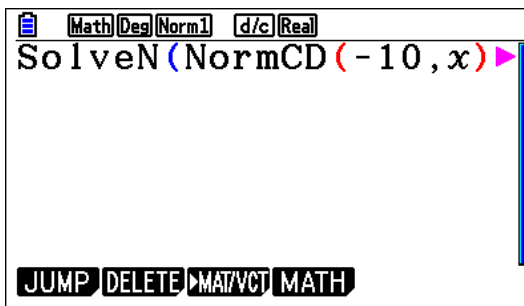 Math Deg Norm1 d/c Real
SolveN(NormCD(-10,x)▶
JUMP DELETE ▶MAT/VCT MATH